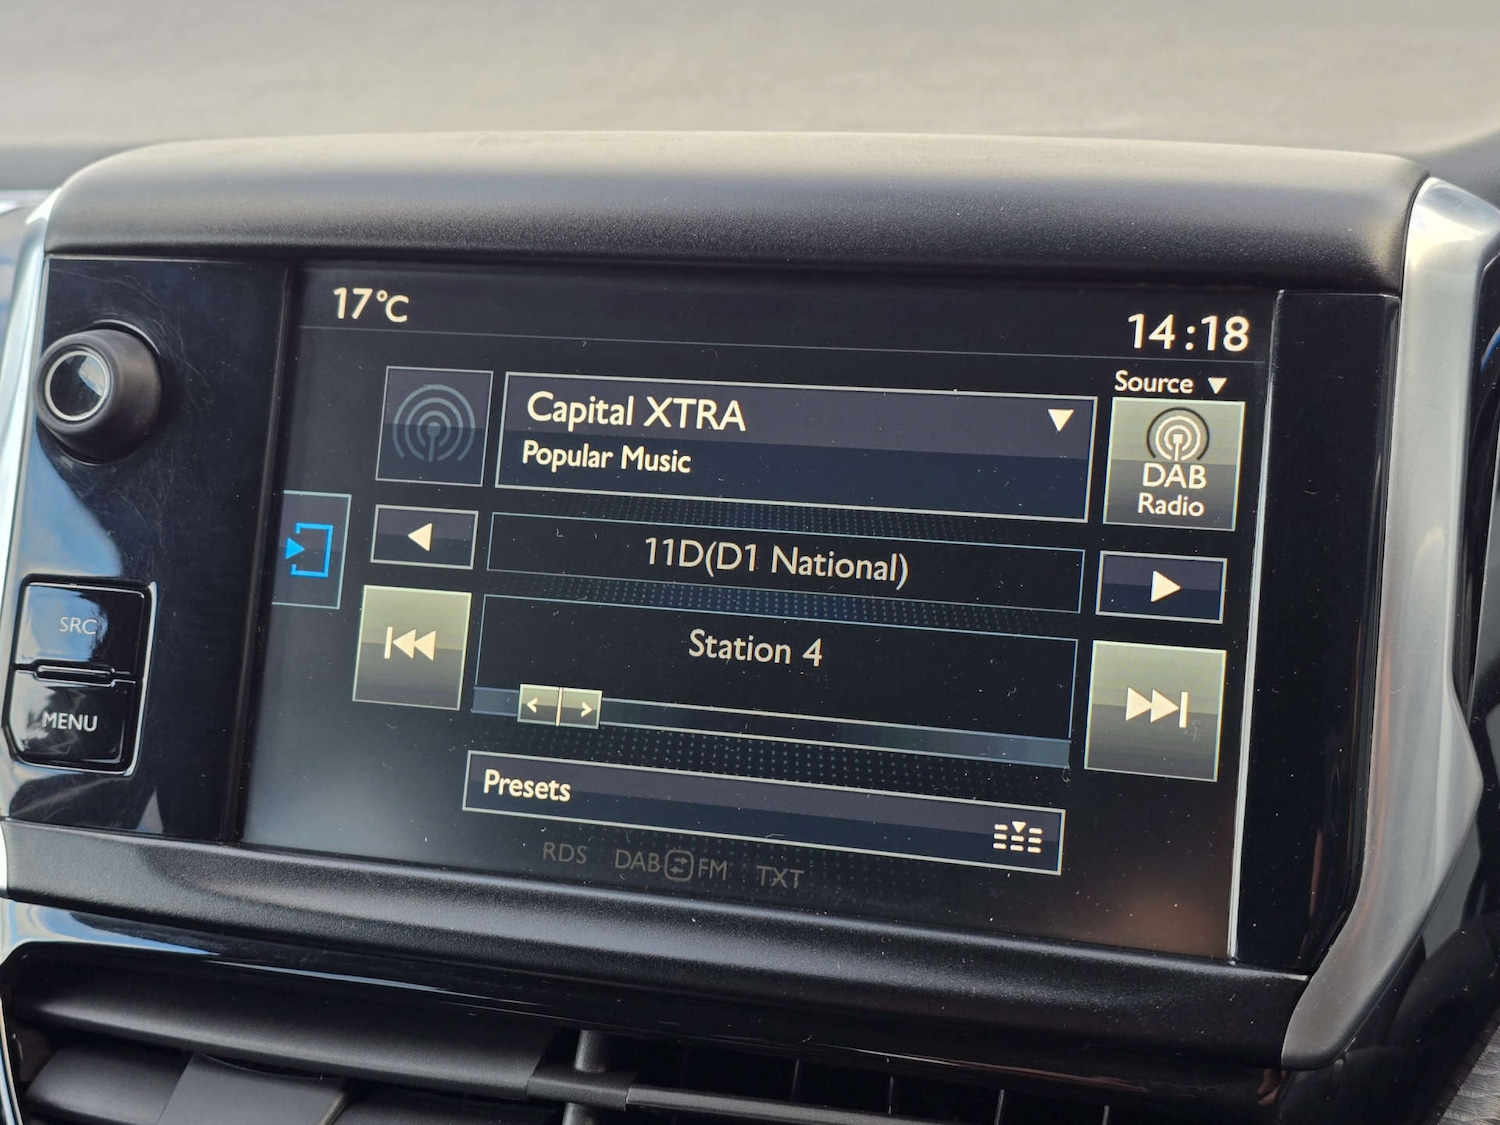 17°C
14:18
Source
Capital XTRA
Popular Music
DAB
Radio
11D(D1 National)
SRC
Station 4
MENU
Presets
RDS DAB FM TXT